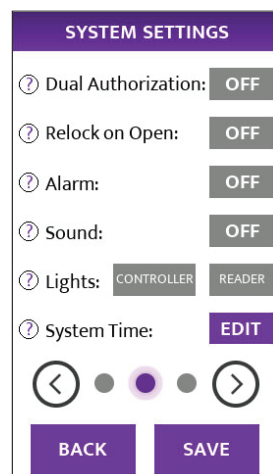 SYSTEM SETTINGS
? Dual Authorization: OFF
? Relock on Open: OFF
? Alarm: OFF
? Sound: OFF
? Lights: CONTROLLER READER
? System Time: EDIT
BACK SAVE